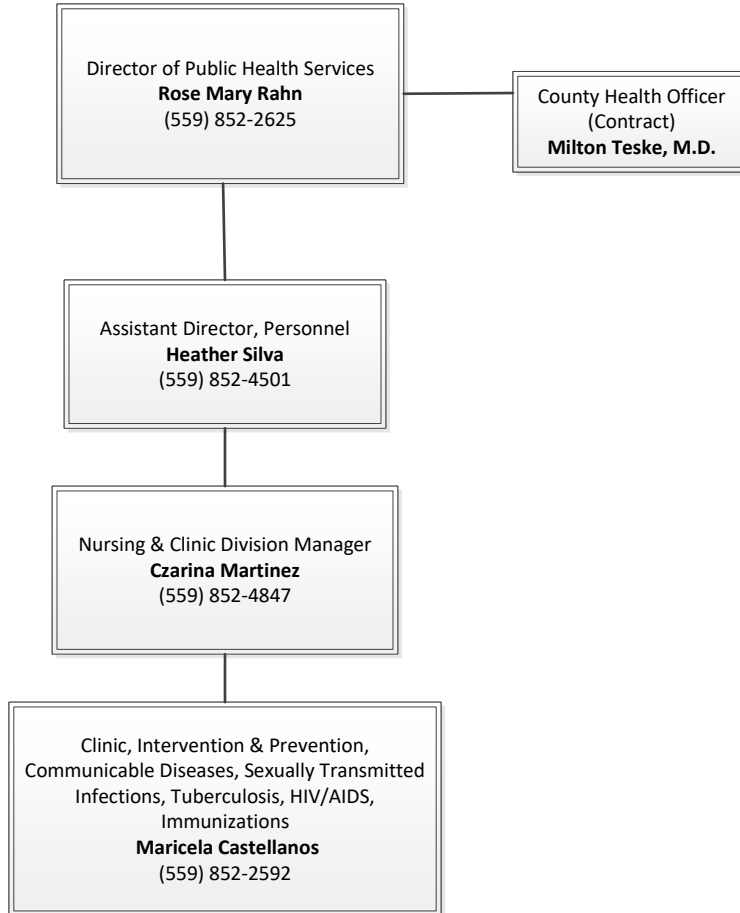 Director of Public Health Services
Rose Mary Rahn
(559) 852-2625
County Health Officer
(Contract)
Milton Teske, M.D.
Assistant Director, Personnel
Heather Silva
(559) 852-4501
Nursing & Clinic Division Manager
Czarina Martinez
(559) 852-4847
Clinic, Intervention & Prevention,
Communicable Diseases, Sexually Transmitted
Infections, Tuberculosis, HIV/AIDS,
Immunizations
Maricela Castellanos
(559) 852-2592